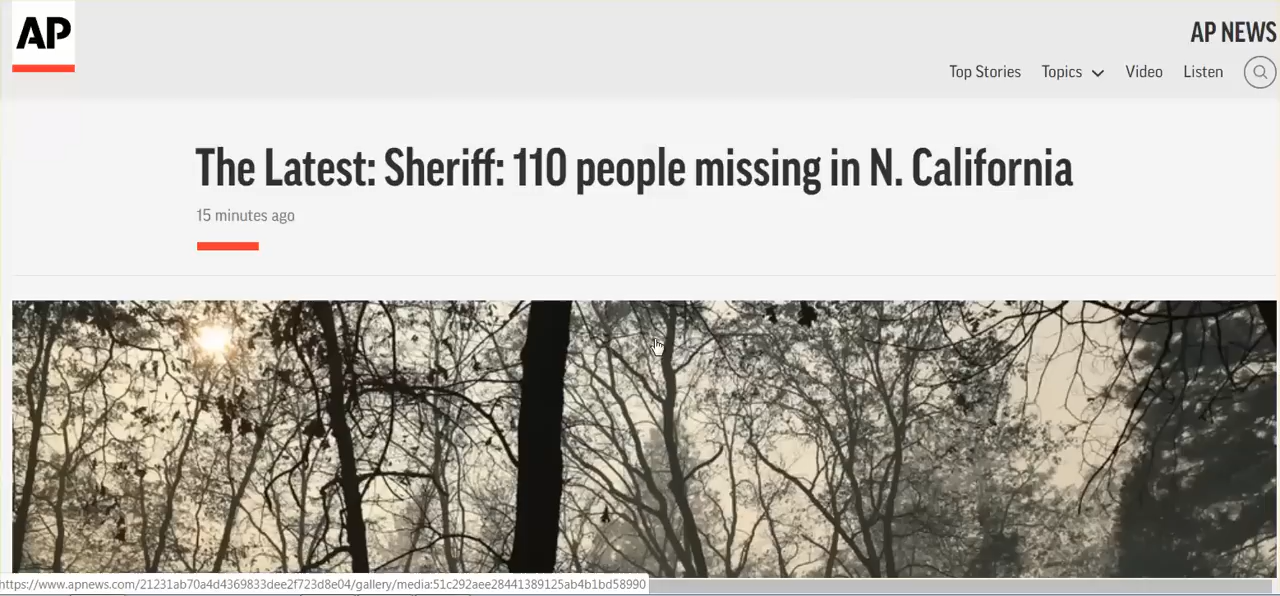 AP
AP NEWS
Top Stories Topics Video Listen
The Latest: Sheriff: 110 people missing in N. California
15 minutes ago
https://www.apnews.com/21231ab70a4d4369833dee2f723d8e04/gallery/media:51c292aee28441389125ab4b1bd58990